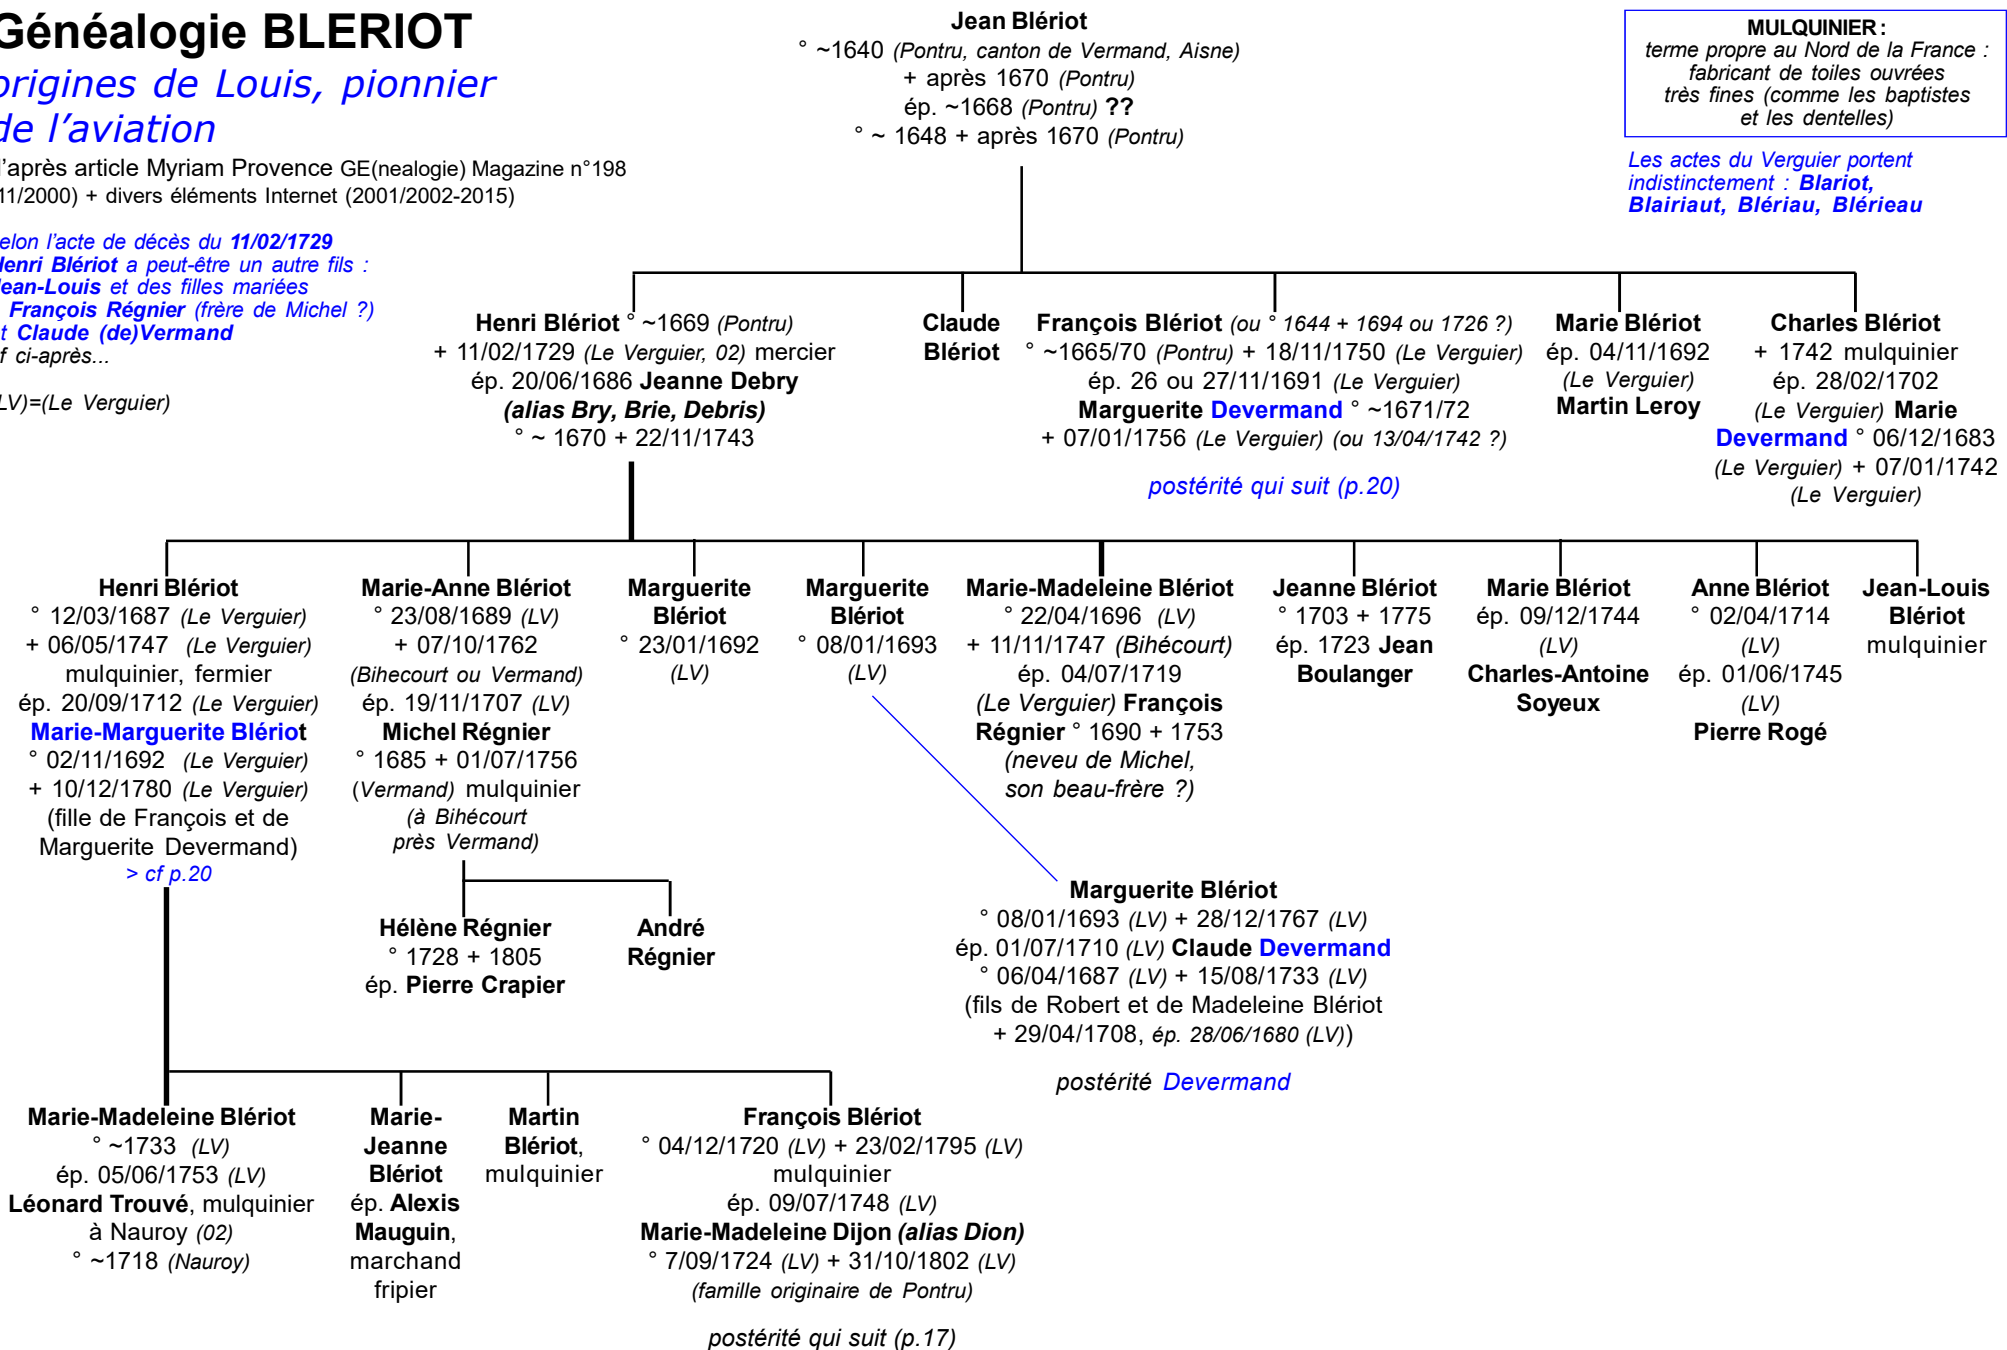 Généalogie BLERIOT
origines de Louis, pionnier
de l'aviation
'après article Myriam Provence GE(nealogie) Magazine n°198
11/2000) + divers éléments Internet (2001/2002-2015)
elon l'acte de décès du 11/02/1729
Henri Blériot a peut-être un autre fils :
Jean-Louis et des filles mariées
François Régnier (frère de Michel ?)
t Claude (de)Vermand
f ci-après...
LV)=(Le Verguier)
Jean Blériot
° ~1640 (Pontru, canton de Vermand, Aisne)
+ après 1670 (Pontru)
ép. ~1668 (Pontru) ??
° ~ 1648 + après 1670 (Pontru)
MULQUINIER :
terme propre au Nord de la France :
fabricant de toiles ouvrées
très fines (comme les baptistes
et les dentelles)
Les actes du Verguier portent
indistinctement : Blariot,
Blairiaut, Blériau, Blérieau
Henri Blériot ° ~1669 (Pontru)
+ 11/02/1729 (Le Verguier, 02) mercier
ép. 20/06/1686 Jeanne Debry
(alias Bry, Brie, Debris)
° ~ 1670 + 22/11/1743
Claude
Blériot
François Blériot (ou ° 1644 + 1694 ou 1726 ?)
° ~1665/70 (Pontru) + 18/11/1750 (Le Verguier)
ép. 26 ou 27/11/1691 (Le Verguier)
Marguerite Devermand ° ~1671/72
+ 07/01/1756 (Le Verguier) (ou 13/04/1742 ?)
postérité qui suit (p.20)
Marie Blériot
ép. 04/11/1692
(Le Verguier)
Martin Leroy
Charles Blériot
+ 1742 mulquinier
ép. 28/02/1702
(Le Verguier) Marie
Devermand ° 06/12/1683
(Le Verguier) + 07/01/1742
(Le Verguier)
Henri Blériot
° 12/03/1687 (Le Verguier)
+ 06/05/1747 (Le Verguier)
mulquinier, fermier
ép. 20/09/1712 (Le Verguier)
Marie-Marguerite Blériot
° 02/11/1692 (Le Verguier)
+ 10/12/1780 (Le Verguier)
(fille de François et de
Marguerite Devermand)
> cf p.20
Marie-Anne Blériot
° 23/08/1689 (LV)
+ 07/10/1762
(Bihecourt ou Vermand)
ép. 19/11/1707 (LV)
Michel Régnier
° 1685 + 01/07/1756
(Vermand) mulquinier
(à Bihécourt
près Vermand)
Marguerite
Blériot
° 23/01/1692
(LV)
Marguerite
Blériot
° 08/01/1693
(LV)
Marie-Madeleine Blériot
° 22/04/1696 (LV)
+ 11/11/1747 (Bihécourt)
ép. 04/07/1719
(Le Verguier) François
Régnier ° 1690 + 1753
(neveu de Michel,
son beau-frère ?)
Jeanne Blériot
° 1703 + 1775
ép. 1723 Jean
Boulanger
Marie Blériot
ép. 09/12/1744
(LV)
Charles-Antoine
Soyeux
Anne Blériot
° 02/04/1714
(LV)
ép. 01/06/1745
(LV)
Pierre Rogé
Jean-Louis
Blériot
mulquinier
Hélène Régnier
° 1728 + 1805
ép. Pierre Crapier
André
Régnier
Marguerite Blériot
° 08/01/1693 (LV) + 28/12/1767 (LV)
ép. 01/07/1710 (LV) Claude Devermand
° 06/04/1687 (LV) + 15/08/1733 (LV)
(fils de Robert et de Madeleine Blériot
+ 29/04/1708, ép. 28/06/1680 (LV))
postérité Devermand
Marie-Madeleine Blériot
° ~1733 (LV)
ép. 05/06/1753 (LV)
Léonard Trouvé, mulquinier
à Nauroy (02)
° ~1718 (Nauroy)
Marie-
Jeanne
Blériot
ép. Alexis
Mauguin,
marchand
fripier
Martin
Blériot,
mulquinier
François Blériot
° 04/12/1720 (LV) + 23/02/1795 (LV)
mulquinier
ép. 09/07/1748 (LV)
Marie-Madeleine Dijon (alias Dion)
° 7/09/1724 (LV) + 31/10/1802 (LV)
(famille originaire de Pontru)
postérité qui suit (p.17)